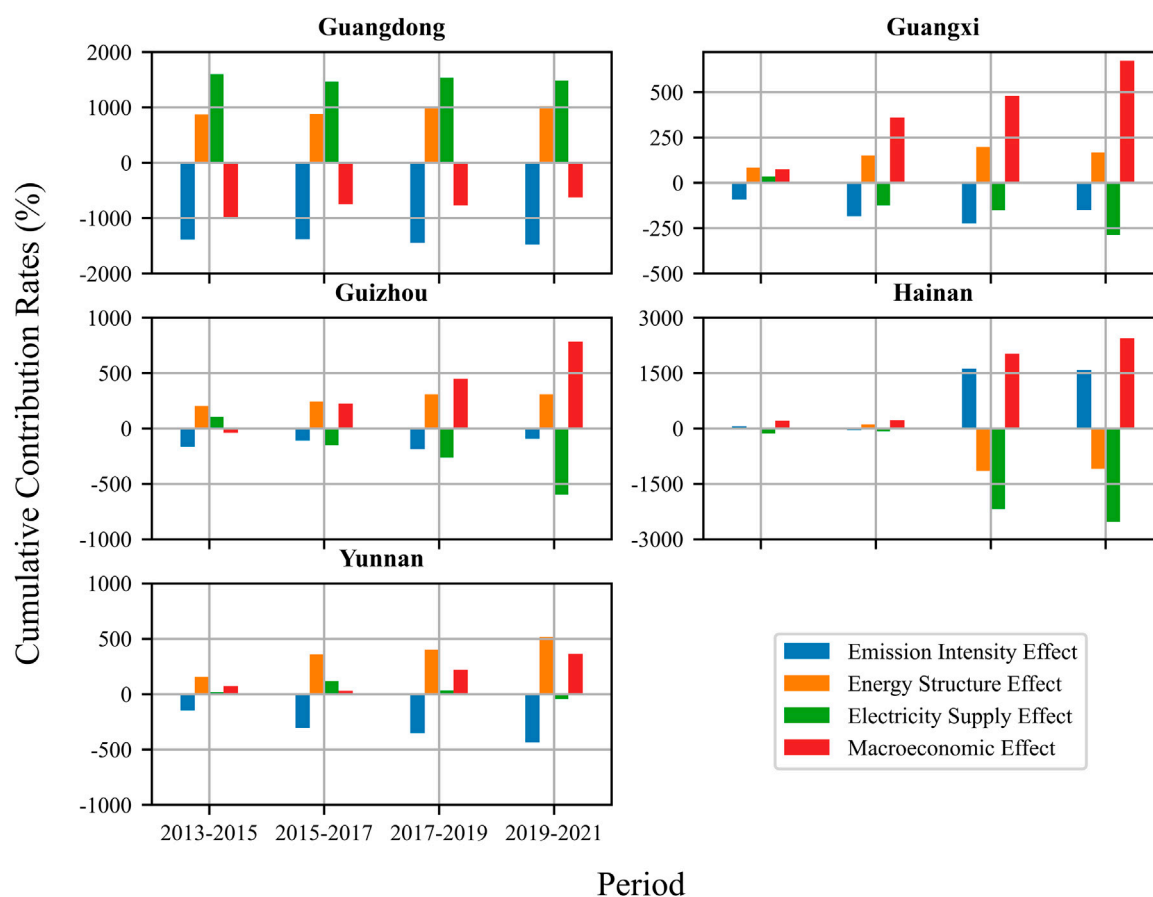 Guangdong
Guangxi
2000
1000
0
-1000
-2000
500
250
0
-250
-500
Guizhou
Hainan
1000
500
0
-500
-1000
3000
1500
0
-1500
-3000
Yunnan
1000
500
0
-500
-1000
2013-2015 2015-2017 2017-2019 2019-2021
Cumulative Contribution Rates (%)
Period
Emission Intensity Effect
Energy Structure Effect
Electricity Supply Effect
Macroeconomic Effect